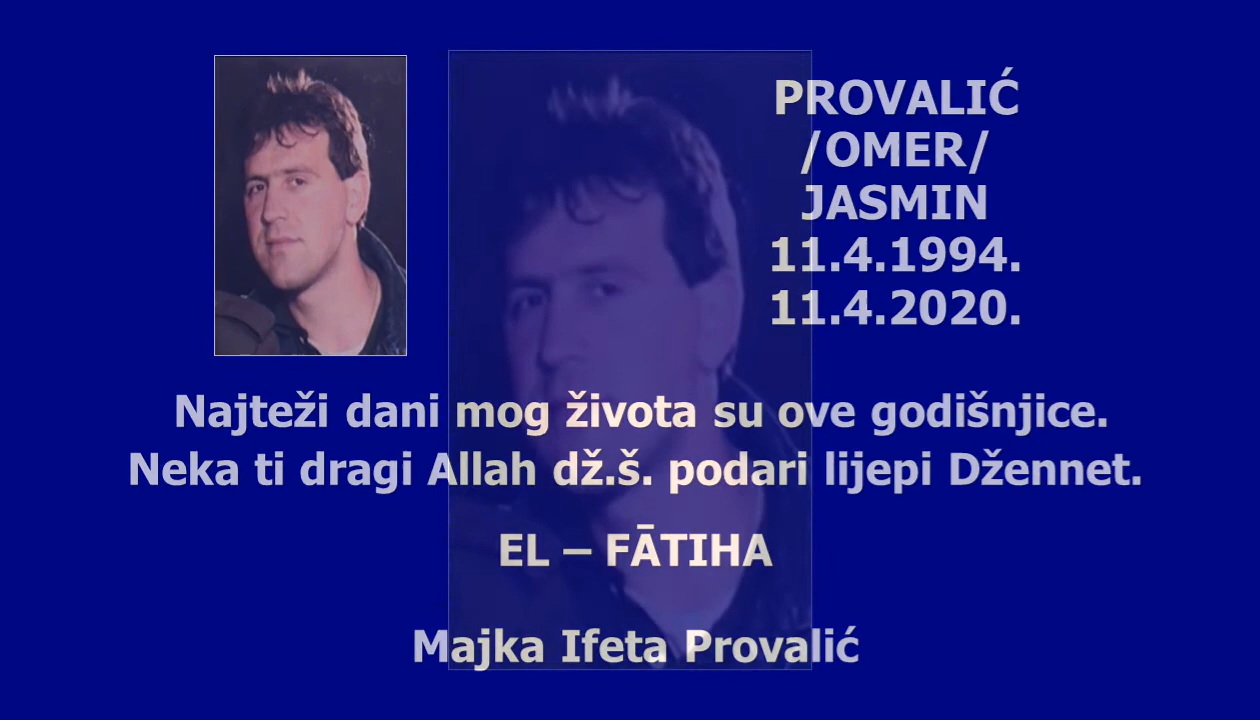 PROVALIĆ
/OMER/
JASMIN
11.4.1994.
11.4.2020.
Najteži dani mog života su ove godišnjice.
Neka ti dragi Allah dž.š. podari lijepi Džennet.
EL – FĀTIHA
Majka Ifeta Provalić